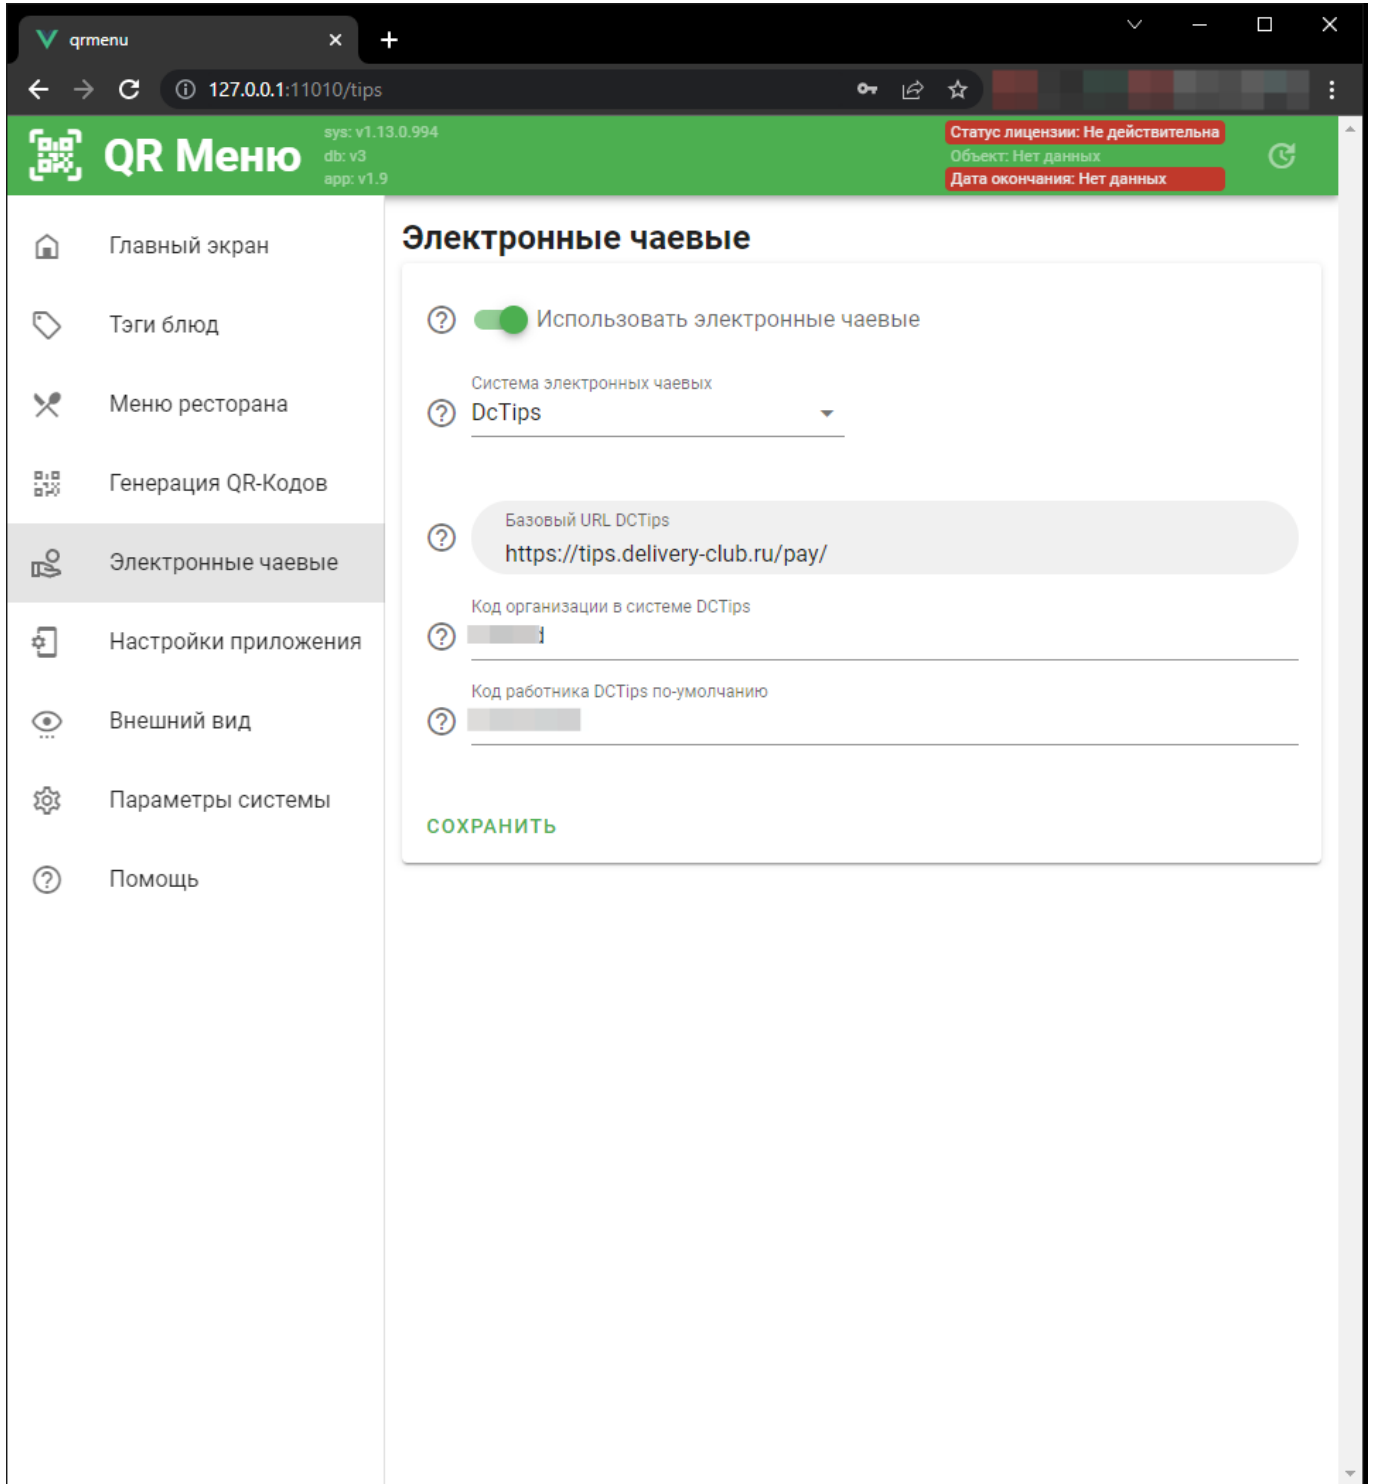 qrmenu
127.0.0.1:11010/tips
QR Меню
sys: v1.13.0.994
db: v3
app: v1.9
Статус лицензии: Не действительна
Объект: Нет данных
Дата окончания: Нет данных
Главный экран
Тэги блюд
Меню ресторана
Генерация QR-Кодов
Электронные чаевые
Настройки приложения
Внешний вид
Параметры системы
Помощь
Электронные чаевые
Использовать электронные чаевые
Система электронных чаевых
DcTips
Базовый URL DCTips
https://tips.delivery-club.ru/pay/
Код организации в системе DCTips
Код работника DCTips по-умолчанию
СОХРАНИТЬ